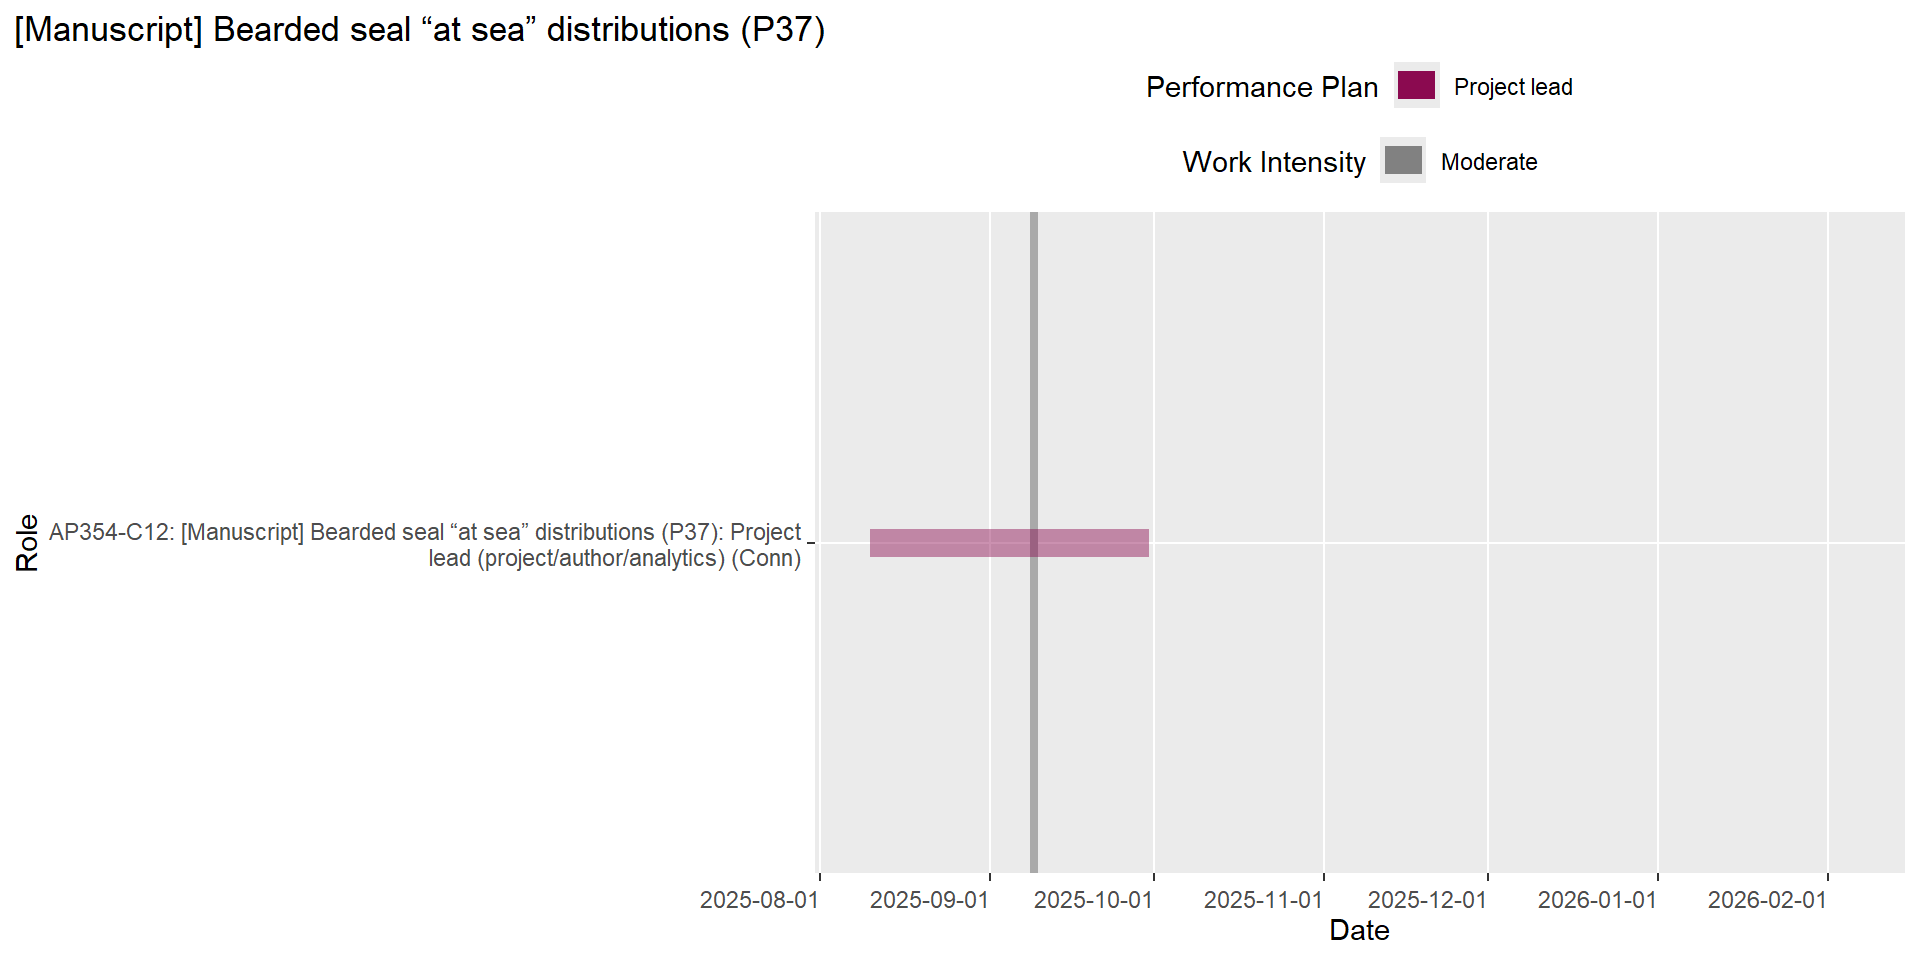 [Manuscript] Bearded seal “at sea” distributions (P37)
Performance Plan
Project lead
Work Intensity
Moderate
Role
AP354-C12: [Manuscript] Bearded seal “at sea” distributions (P37): Project
lead (project/author/analytics) (Conn)
2025-08-01
2025-09-01
2025-10-01
2025-11-01
2025-12-01
2026-01-01
2026-02-01
Date